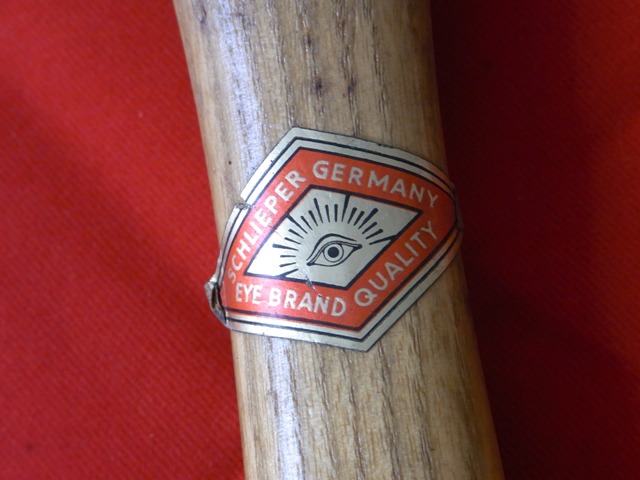 SCHLIEPER GERMANY
EYE BRAND QUALITY